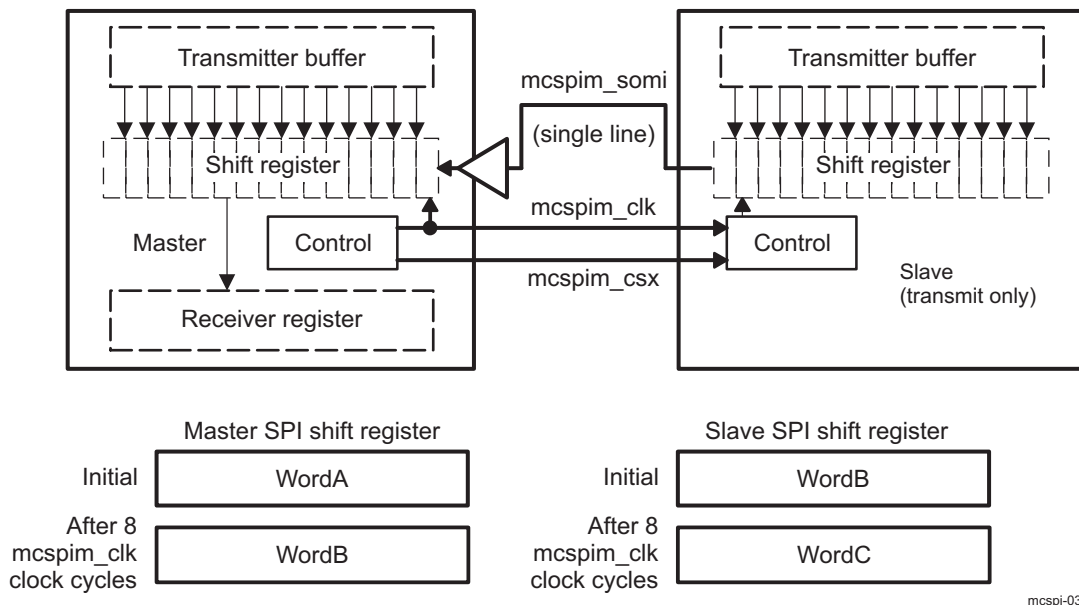 Transmitter buffer
Transmitter buffer
mcspim_somi
(single line)
Shift register
Shift register
mcspim_clk
Master
Control
Control
mcspim_csx
Slave
(transmit only)
Receiver register
Master SPI shift register
Slave SPI shift register
Initial
WordA
Initial
WordB
After 8
mcspim_clk
clock cycles
WordB
After 8
mcspim_clk
clock cycles
WordC
mcspi-03